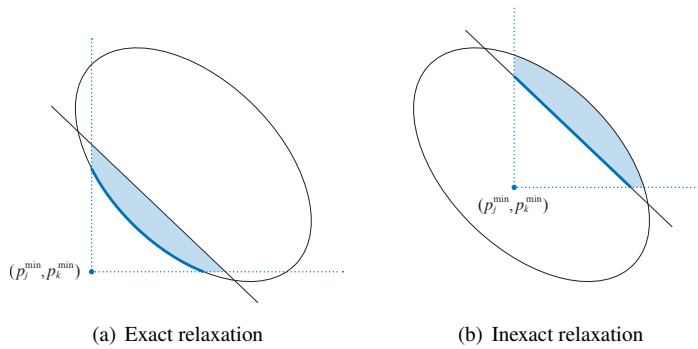 (p_j^min, p_k^min)
(p_j^min, p_k^min)
(a) Exact relaxation
(b) Inexact relaxation